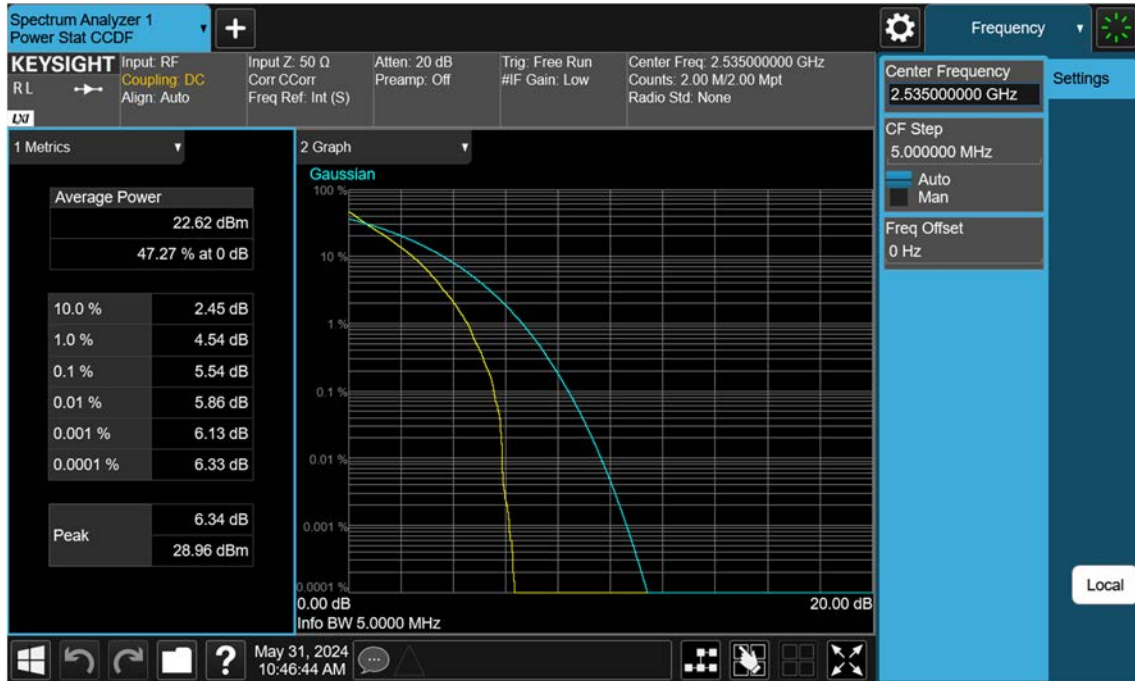 Spectrum Analyzer 1
Power Stat CCDF
Frequency
KEYSIGHT
R L
LXI
Input: RF
Coupling: DC
Align: Auto
Input Z: 50 Ω
Corr CCorr
Freq Ref: Int (S)
Atten: 20 dB
Preamp: Off
Trig: Free Run
#IF Gain: Low
Center Freq: 2.535000000 GHz
Counts: 2.00 M/2.00 Mpt
Radio Std: None
Center Frequency
2.535000000 GHz
Settings
CF Step
5.000000 MHz
Auto
Man
Freq Offset
0 Hz
1 Metrics
Average Power
22.62 dBm
47.27 % at 0 dB
10.0 % 2.45 dB
1.0 % 4.54 dB
0.1 % 5.54 dB
0.01 % 5.86 dB
0.001 % 6.13 dB
0.0001 % 6.33 dB
Peak
6.34 dB
28.96 dBm
2 Graph
Gaussian
100 %
10 %
1 %
0.1 %
0.01 %
0.001 %
0.0001 %
0.00 dB 20.00 dB
Info BW 5.0000 MHz
Local
?
May 31, 2024
10:46:44 AM